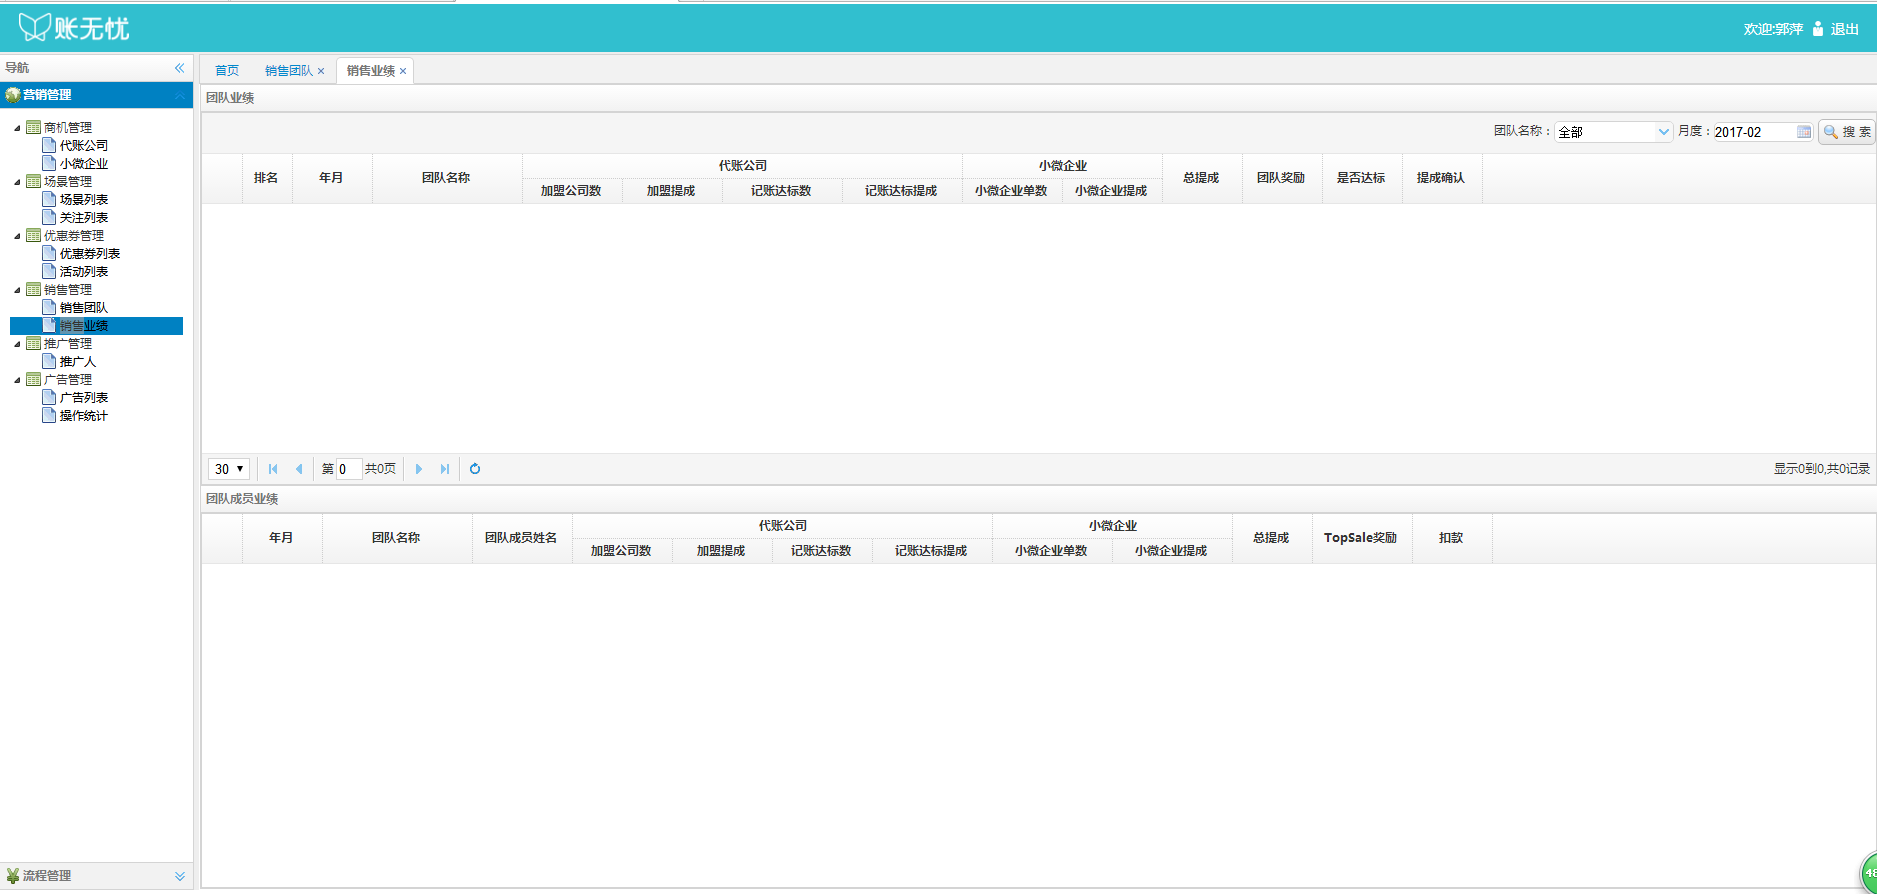 账无忧
欢迎:郭萍 退出
导航
首页 销售团队 销售业绩
营销管理
商机管理
代账公司
小微企业
场景管理
场景列表
关注列表
优惠券管理
优惠券列表
活动列表
销售管理
销售团队
销售业绩
推广管理
推广人
广告管理
广告列表
操作统计
流程管理
团队业绩
团队名称： 全部 月度： 2017-02 搜 索
排名 年月 团队名称 代账公司 小微企业 总提成 团队奖励 是否达标 提成确认
加盟公司数 加盟提成 记账达标数 记账达标提成 小微企业单数 小微企业提成
30 第 0 共0页 显示0到0,共0记录
团队成员业绩
年月 团队名称 团队成员姓名 代账公司 小微企业 总提成 TopSale奖励 扣款
加盟公司数 加盟提成 记账达标数 记账达标提成 小微企业单数 小微企业提成